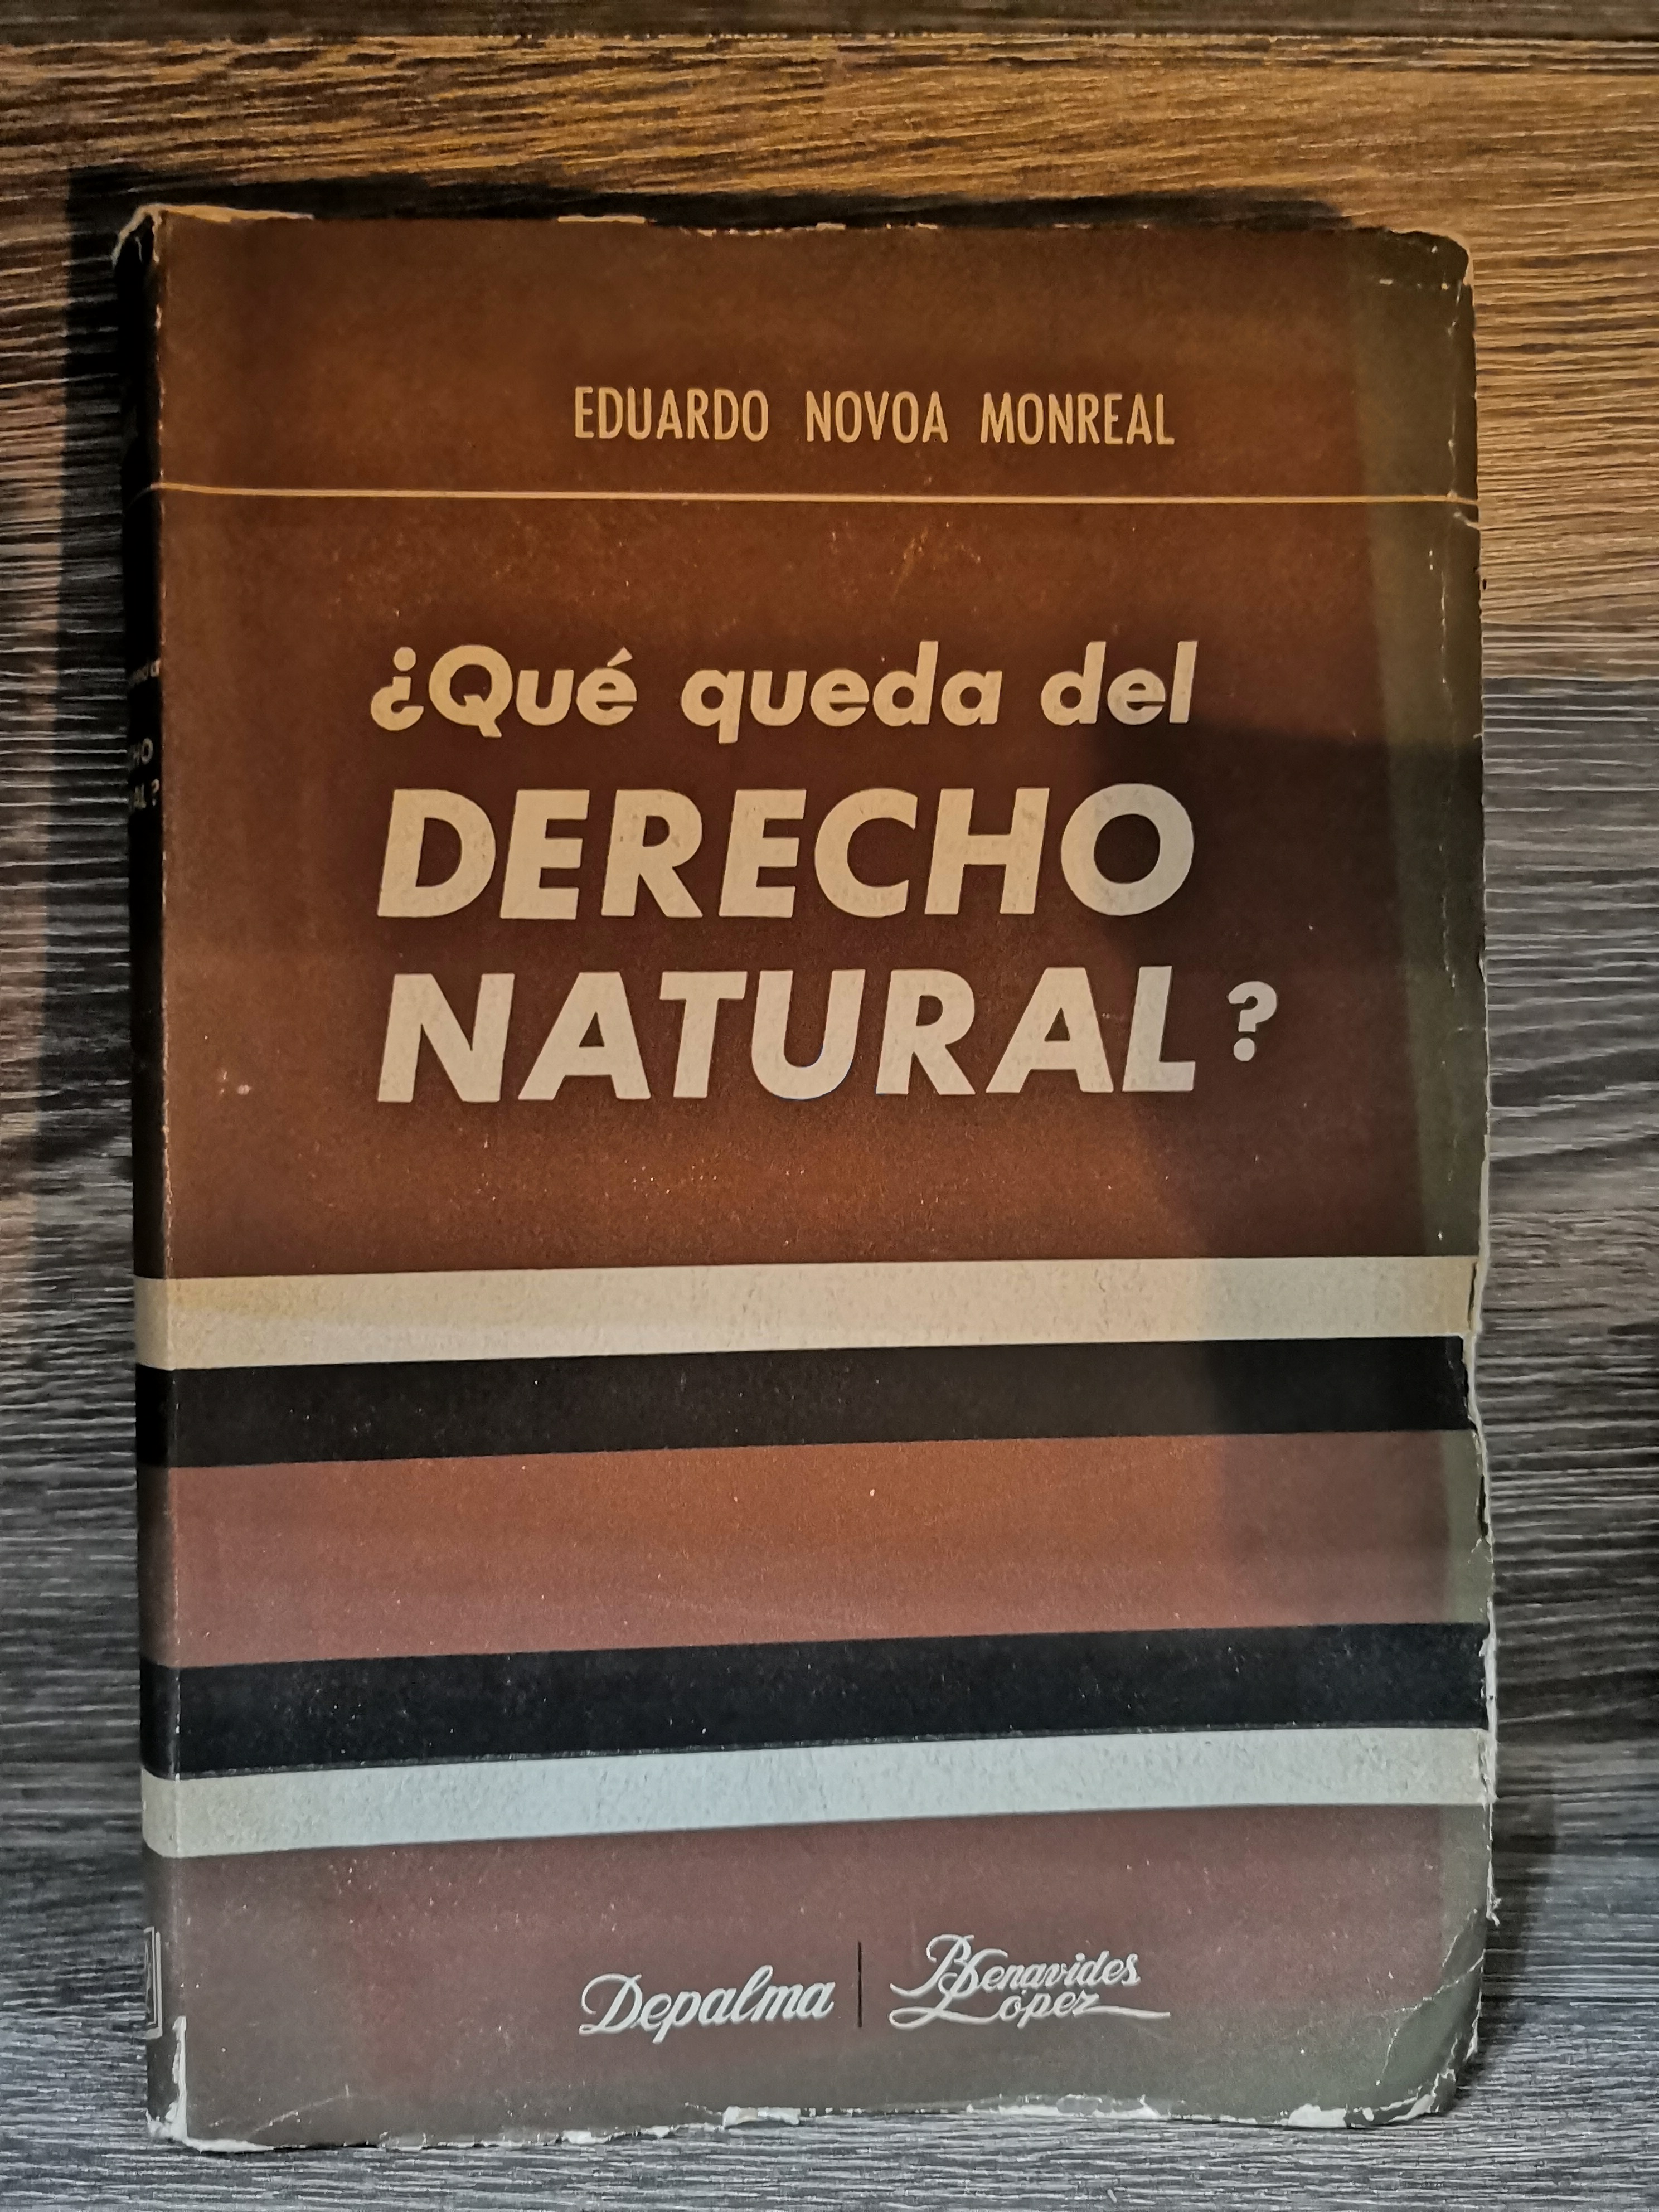 EDUARDO NOVOA MONREAL
¿Qué queda del
DERECHO
NATURAL?
Depalma
Benavides
López